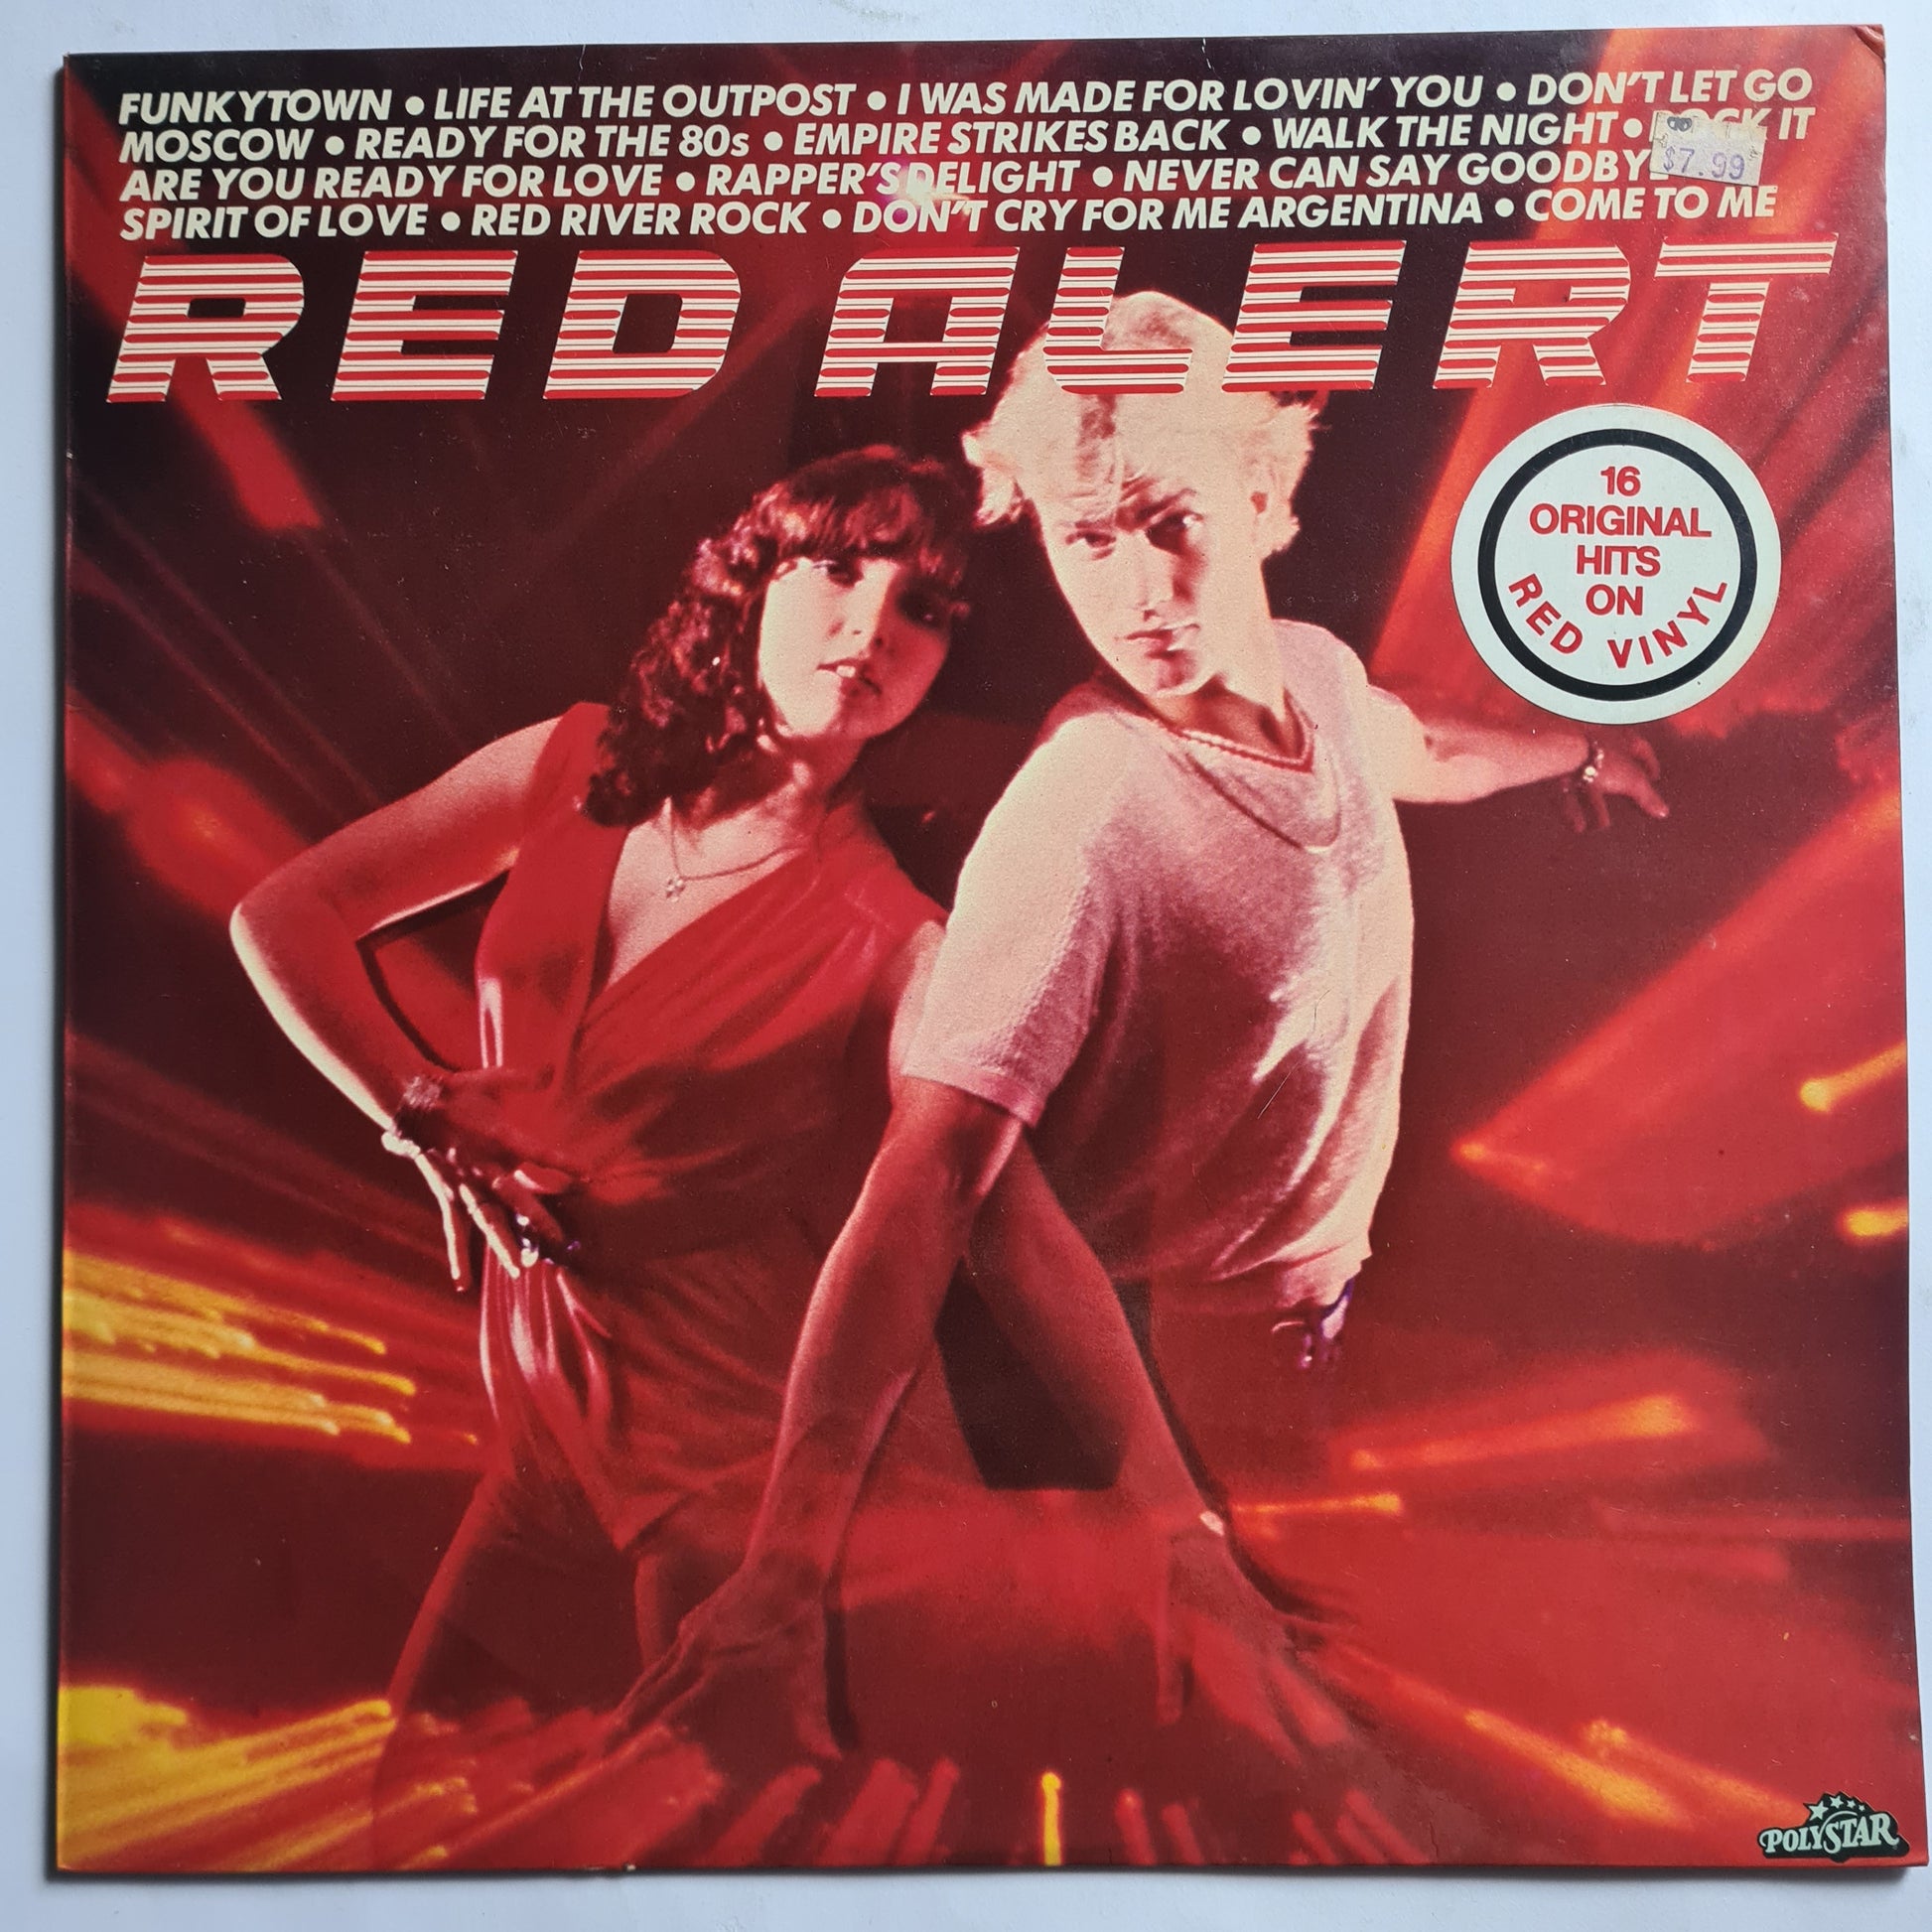 FUNKYTOWN • LIFE AT THE OUTPOST • I WAS MADE FOR LOVIN' YOU • DON'T LET GO
MOSCOW • READY FOR THE 80s • EMPIRE STRIKES BACK • WALK THE NIGHT • IT
$7.99
ARE YOU READY FOR LOVE • RAPPER'S DELIGHT • NEVER CAN SAY
SPIRIT OF LOVE • RED RIVER ROCK • DON'T CRY FOR ME ARGENTINA • COME TO ME
RED ALERT
16
ORIGINAL
HITS
ON
RED VINYL
POLYSTAR